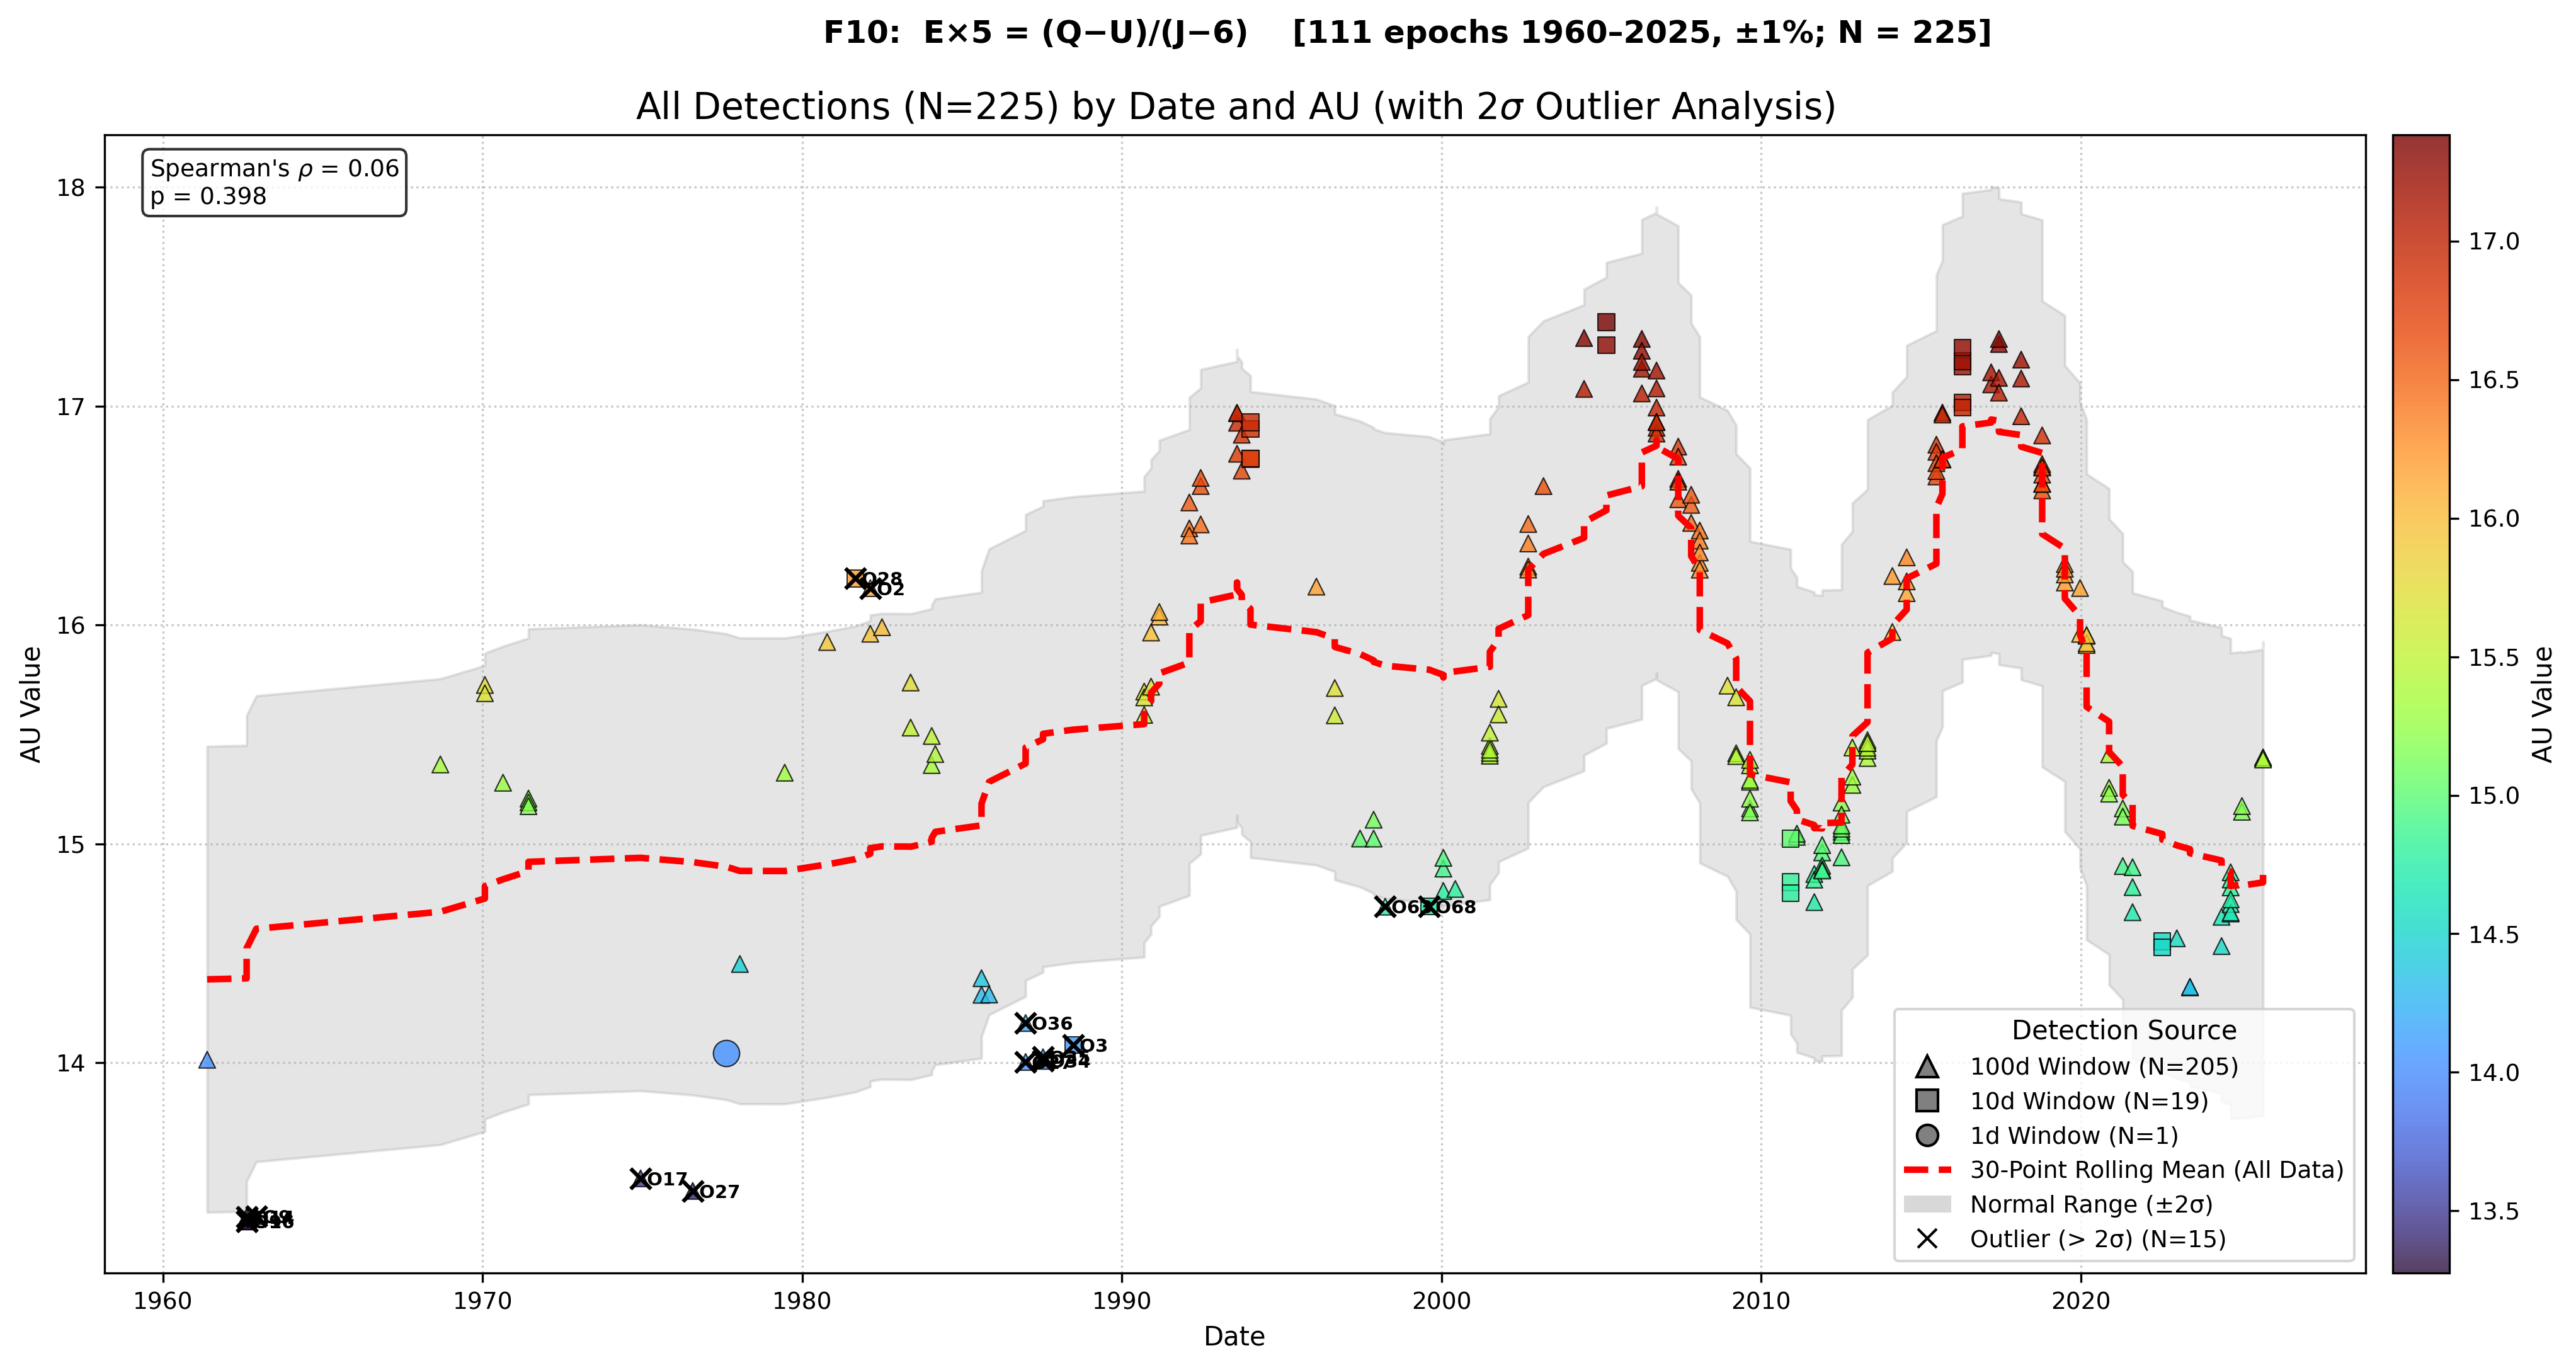 F10:  E×5 = (Q−U)/(J−6)    [111 epochs 1960–2025, ±1%; N = 225]
All Detections (N=225) by Date and AU (with 2σ Outlier Analysis)
Spearman's ρ = 0.06
p = 0.398
18
17
16
15
14
AU Value
O28
O2
O68
O36
O3
O17
O27
1960
1970
1980
1990
2000
2010
2020
Date
Detection Source
100d Window (N=205)
10d Window (N=19)
1d Window (N=1)
30-Point Rolling Mean (All Data)
Normal Range (±2σ)
Outlier (> 2σ) (N=15)
17.0
16.5
16.0
15.5
15.0
14.5
14.0
13.5
AU Value